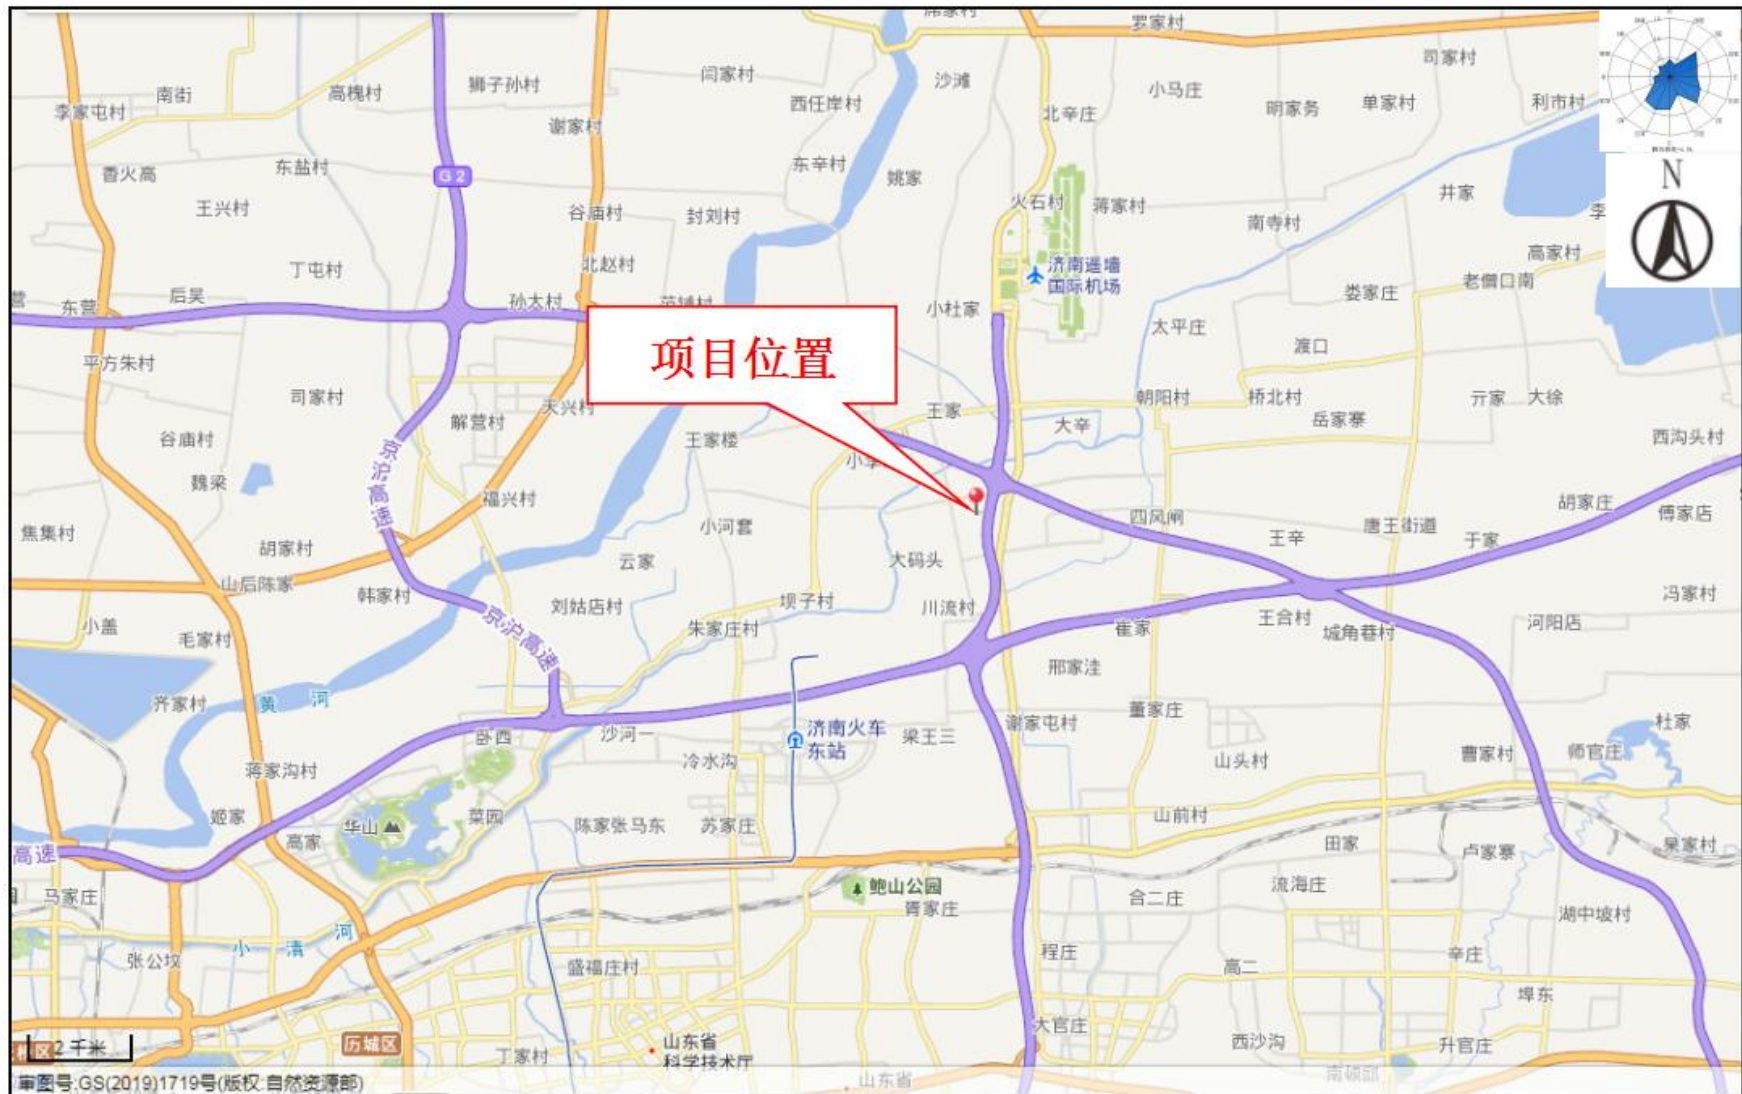 罗家村
司家村
闫家村
沙滩
狮子孙村
小马庄
南街
高槐村
西任岸村
明家务
单家村
利市村
李家屯村
北辛庄
谢家村
东盐村
东辛村
香火高
G2
姚家
N
井家
火石村
蒋家村
王兴村
谷庙村
封刘村
南寺村
高家村
丁屯村
北赵村
济南遥墙
国际机场
老僧口南
后吴
娄家庄
东营
孙大村
小杜家
太平庄
项目位置
渡口
平方朱村
司家村
朝阳村
桥北村
亓家
大徐
天兴村
王家
解营村
大辛
岳家寨
谷庙村
王家楼
西沟头村
京沪高速
魏梁
福兴村
胡家庄
小河套
四风闸
唐王街道
傅家店
焦集村
王辛
于家
胡家村
云家
大码头
山后陈家
韩家村
坝子村
冯家村
刘姑店村
川流村
京沪高速
小盖
朱家庄村
崔家
王合村
城角巷村
河阳店
毛家村
邢家洼
齐家村
黄河
董家庄
谢家屯村
杜家
济南火车
东站
卧西
沙河一
梁王三
曹家村
师官庄
冷水沟
山头村
蒋家沟村
姬家
华山
菜园
陈家张马东
苏家庄
山前村
高家
田家
卢家寨
吴家村
高速
鲍山公园
流海庄
马家庄
胥家庄
合二庄
湖中坡村
小清河
张公坟
程庄
辛庄
盛福庄村
高二
埠东
大官庄
历城区
山东省
科学技术厅
西沙沟
升官庄
2 千米
丁家村
南顿邱
山东省
审图号:GS(2019)1719号(版权:自然资源部)